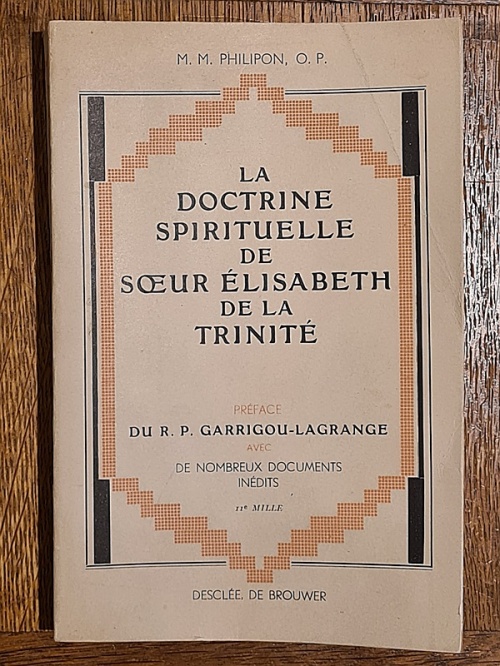 M. M. PHILIPON, O. P.
LA
DOCTRINE
SPIRITUELLE
DE
SŒUR ÉLISABETH
DE LA
TRINITÉ
PRÉFACE
DU R. P. GARRIGOU-LAGRANGE
AVEC
DE NOMBREUX DOCUMENTS
INÉDITS
11e MILLE
DESCLÉE, DE BROUWER